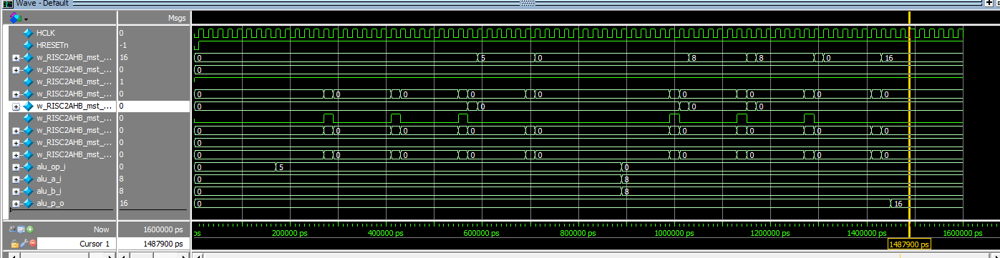 Wave - Default
Msgs
HCLK 0
HRESETn -1
w_RISC2AHB_mst_... 16 0 5 0 8 8 0 16
w_RISC2AHB_mst_... 0 0
w_RISC2AHB_mst_... 1
w_RISC2AHB_mst_... 0 0 0 0 0 0 0 0 0 0
w_RISC2AHB_mst_... 0 0 0 0 0
w_RISC2AHB_mst_... 0
w_RISC2AHB_mst_... 0 0 0 0 0 0 0 0 0 0
w_RISC2AHB_mst_... 0 0
w_RISC2AHB_mst_... 0 0 0 0 0 0 0 0 0 0
alu_op_i 0 0 5 0
alu_a_i 8 0 8
alu_b_i 8 0 8
alu_p_o 16 0 16
Now 1600000 ps ps 200000 ps 400000 ps 600000 ps 800000 ps 1000000 ps 1200000 ps 1400000 ps 1600000 ps
Cursor 1 1487900 ps 1487900 ps